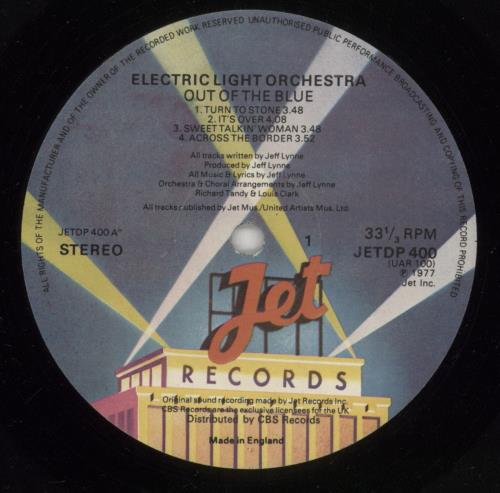 ALL RIGHTS OF THE MANUFACTURER AND OF THE OWNER OF THE RECORDED WORK RESERVED UNAUTHORISED PUBLIC PERFORMANCE BROADCASTING AND COPYING OF THIS RECORD PROHIBITED
ELECTRIC LIGHT ORCHESTRA
OUT OF THE BLUE
1. TURN TO STONE 3.48
2. IT'S OVER 4.08
3. SWEET TALKIN' WOMAN 3.48
4. ACROSS THE BORDER 3.52
All tracks written by Jeff Lynne
Produced by Jeff Lynne
All Music & Lyrics by Jeff Lynne
Orchestra & Choral Arrangements by Jeff Lynne
Richard Tandy & Louis Clark
All tracks published by Jet Mus./United Artists Mus. Ltd.
JETDP 400 A"
STEREO
1
33⅓ RPM
JETDP 400
(UAR 100)
℗ 1977
Jet Inc.
Jet
RECORDS
Original sound recording made by Jet Records Inc.
CBS Records are the exclusive licensees for the UK
Distributed by CBS Records
Made in England